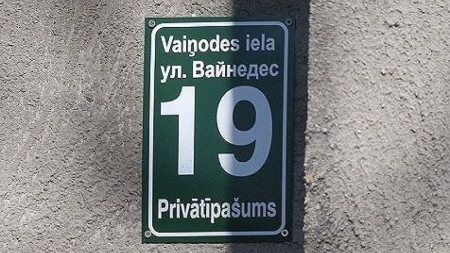 Vaiņodes iela
ул. Вайнедес
19
Privātīpašums